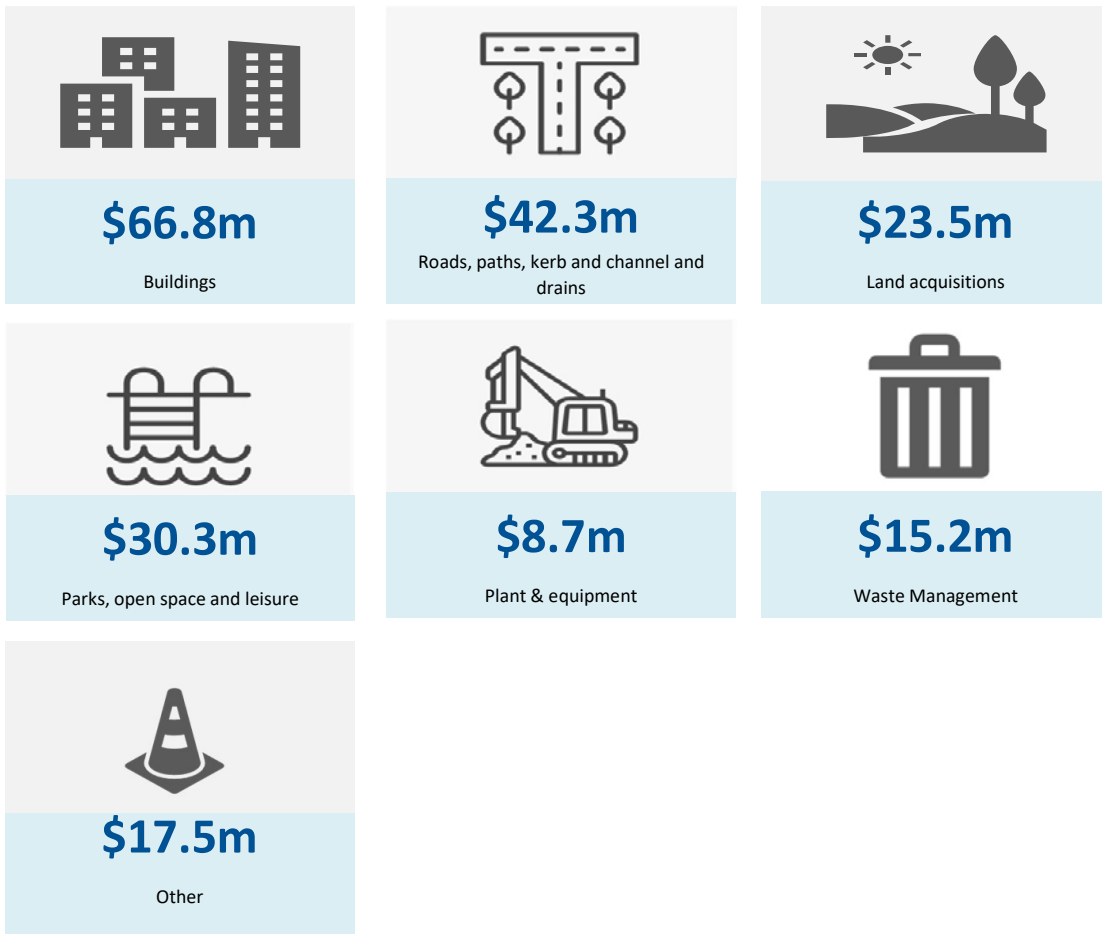 $66.8m
Buildings
$42.3m
Roads, paths, kerb and channel and
drains
$23.5m
Land acquisitions
$30.3m
Parks, open space and leisure
$8.7m
Plant & equipment
$15.2m
Waste Management
$17.5m
Other